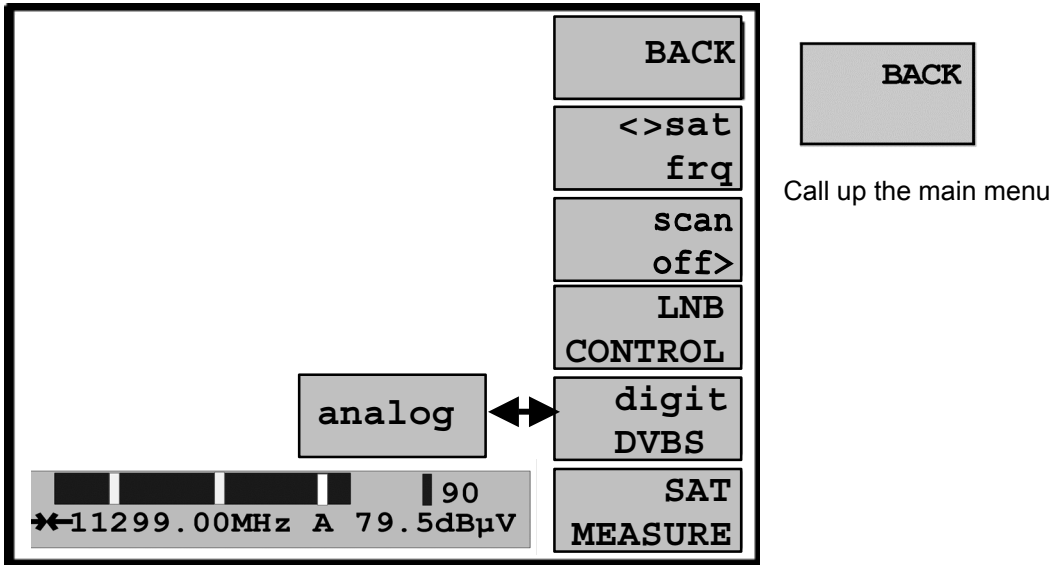 BACK
<>sat
frq
scan
off>
LNB
CONTROL
analog
digit
DVBS
90
11299.00MHz A 79.5dBµV
SAT
MEASURE
BACK
Call up the main menu